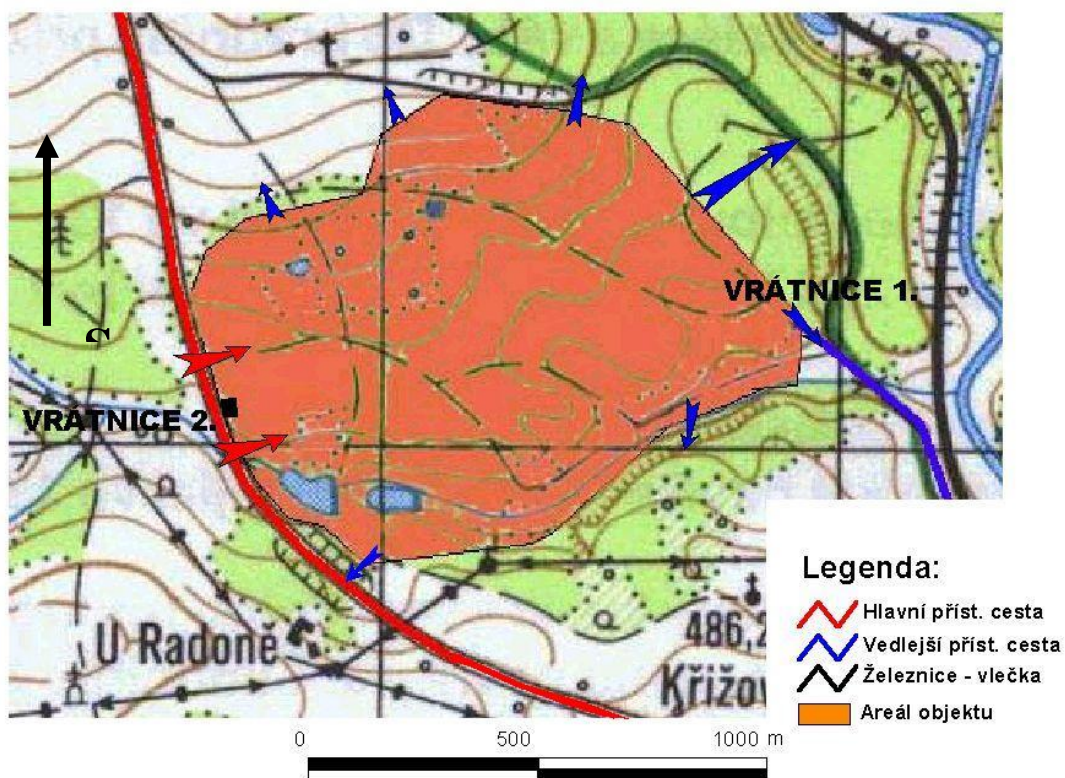 S
VRÁTNICE 1.
VRÁTNICE 2.
U Radoně
486,2
Křižov
Legenda:
Hlavní příst. cesta
Vedlejší příst. cesta
Železnice - vlečka
Areál objektu
0 500 1000 m